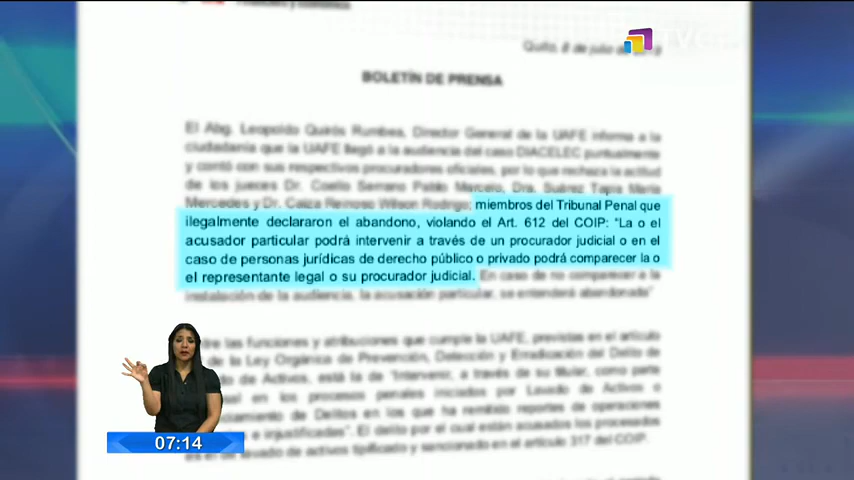 TVC
Quito, 8 de julio de
BOLETÍN DE PRENSA
El Abg. Leopoldo Quirós Rumbea, Director General de la UAFE informa a la
ciudadanía que la UAFE llegó a la audiencia del caso DIACELEC puntualmente
y contó con sus respectivos procuradores oficiales, por lo que rechaza la actitud
de los jueces Dr. Coello Serrano Pablo Marcelo, Dra. Suárez Tapia María
Mercedes y Dr. Caiza Reinoso Wilson Rodrigo; miembros del Tribunal Penal que
ilegalmente declararon el abandono, violando el Art. 612 del COIP: "La o el
acusador particular podrá intervenir a través de un procurador judicial o en el
caso de personas jurídicas de derecho público o privado podrá comparecer la o
el representante legal o su procurador judicial. En caso de no comparecer a la
instalación de la audiencia, la acusación particular, se entenderá abandonada"
las funciones y atribuciones que cumple la UAFE, previstas en el artículo
de la Ley Orgánica de Prevención, Detección y Erradicación del Delito de
de Activos, está la de "Intervenir, a través de su titular, como parte
en los procesos penales iniciados por Lavado de Activos o
de Delitos en los que ha remitido reportes de operaciones
e injustificadas". El delito por el cual están acusados los procesados
es el de lavado de activos tipificado y sancionado en el artículo 317 del COIP.
07:14